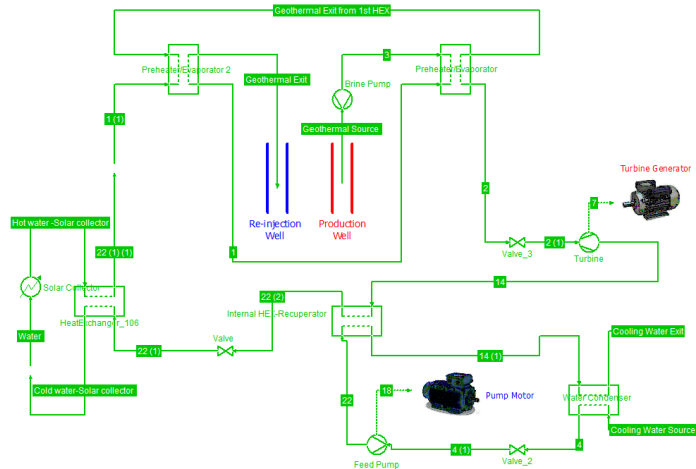 Geothermal Exit from 1st HEX
3
Preheater/Evaporator 2
Preheater/Evaporator
Geothermal Exit
Brine Pump
1 (1)
Geothermal Source
Turbine Generator
2
7
Re-injection
Well
Production
Well
Hot water -Solar collector
22 (1) (1)
1
2 (1)
Valve_3
Turbine
14
Solar Collector
22 (2)
Internal HEX-Recuperator
HeatExchanger_106
Water
Valve
22 (1)
14 (1)
Cooling Water Exit
Cold water-Solar collector
18
Pump Motor
22
Water Condenser
Cooling Water Source
4 (1)
4
Feed Pump
Valve_2